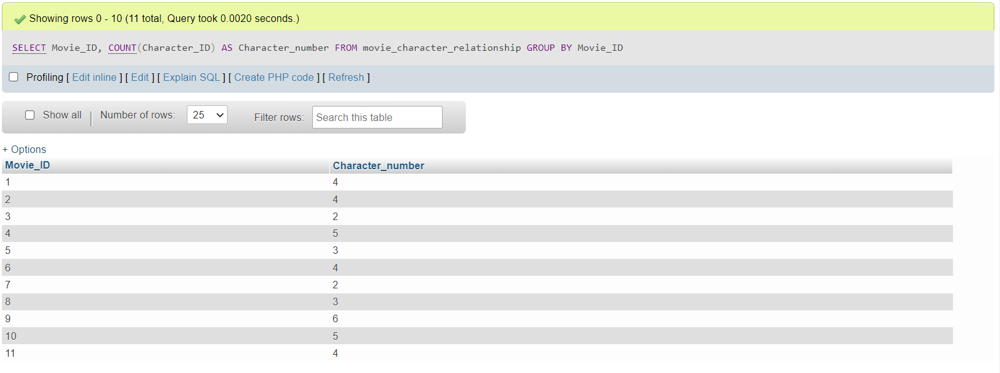 Showing rows 0 - 10 (11 total, Query took 0.0020 seconds.)
SELECT Movie_ID, COUNT(Character_ID) AS Character_number FROM movie_character_relationship GROUP BY Movie_ID
Profiling [ Edit inline ] [ Edit ] [ Explain SQL ] [ Create PHP code ] [ Refresh ]
Show all | Number of rows: 25 Filter rows: Search this table
+ Options
Movie_ID Character_number
1 4
2 4
3 2
4 5
5 3
6 4
7 2
8 3
9 6
10 5
11 4